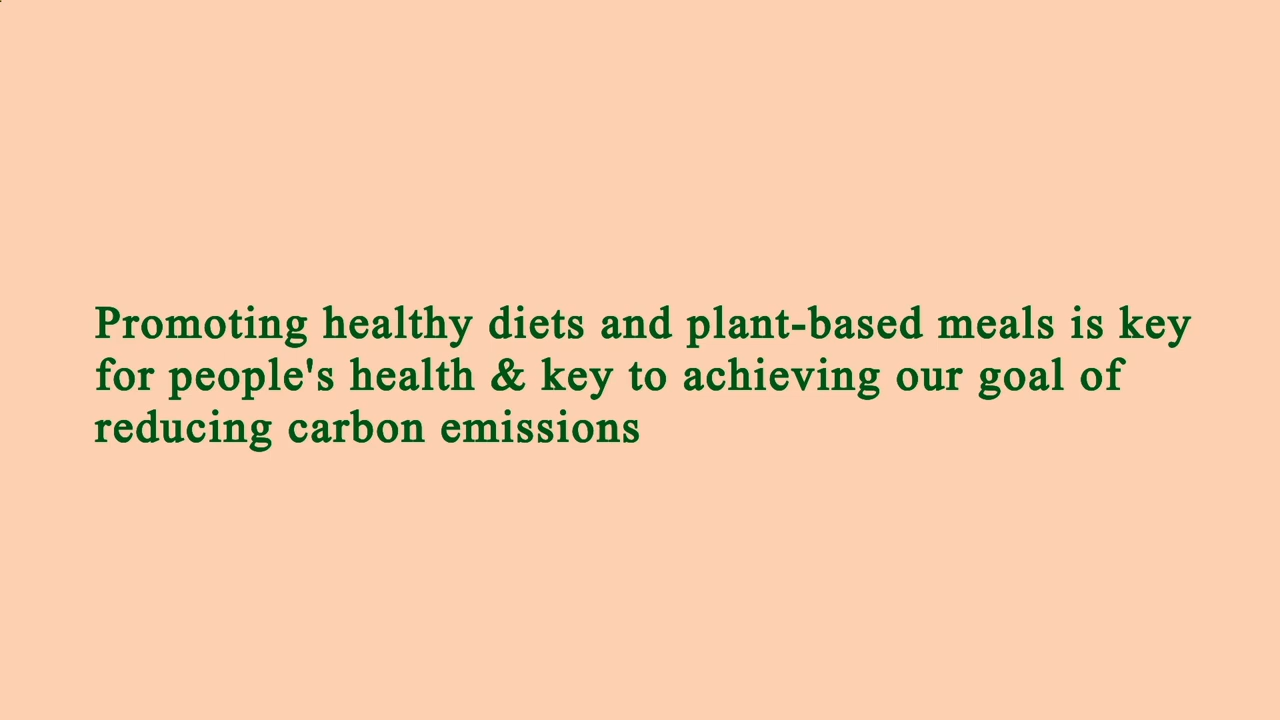 Promoting healthy diets and plant-based meals is key
for people's health & key to achieving our goal of
reducing carbon emissions